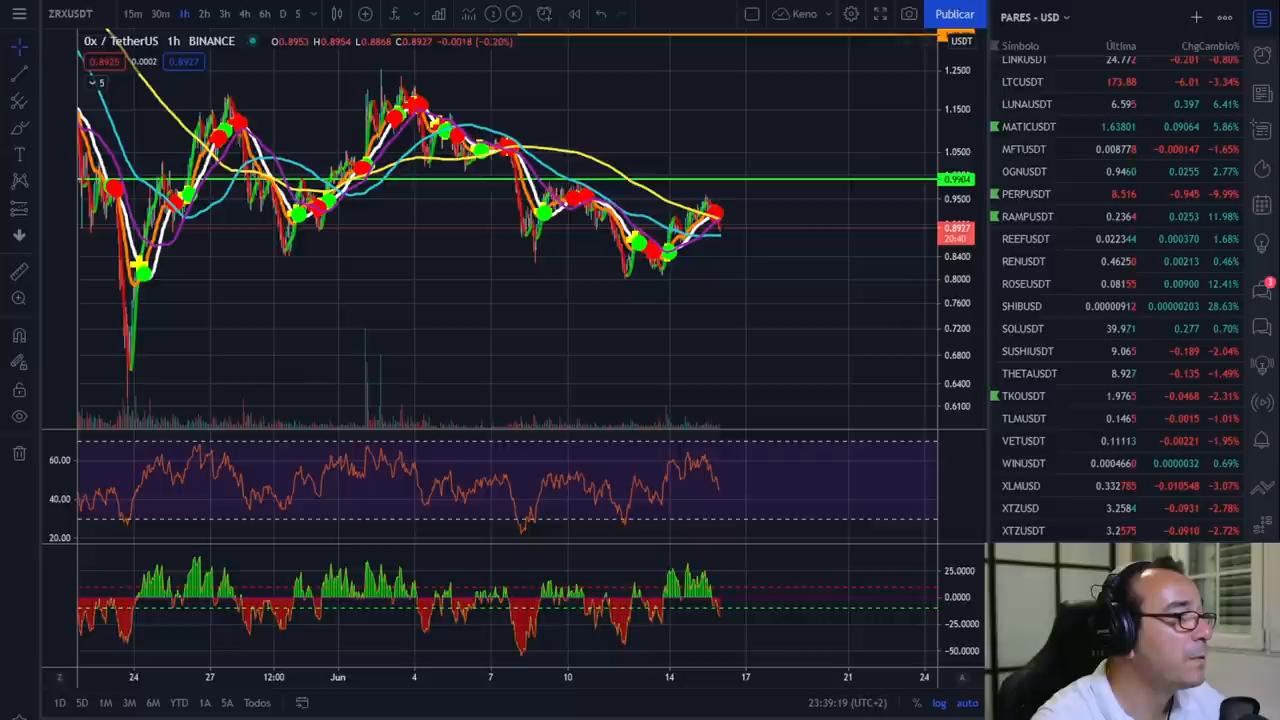 ZRXUSDT 15m 30m 1h 2h 3h 4h 6h D S Keno Publicar
0x / TetherUS 1h BINANCE O0.8953 H0.8954 L0.8868 C0.8927 −0.0018 (−0.20%)
0.8925 0.0002 0.8927
5
USDT
1.2500
1.1500
1.0500
0.9904
0.9500
0.8927
20:40
0.8400
0.8000
0.7600
0.7200
0.6800
0.6400
0.6100
60.00
40.00
20.00
25.0000
0.0000
−25.0000
−50.0000
Z 24 27 12:00 Jun 4 7 10 14 17 21 24 A
1D 5D 1M 3M 6M YTD 1A 5A Todos 23:39:19 (UTC+2) % log auto
PARES - USD
Símbolo Última Chg Cambio%
LINKUSDT 24.772 −0.201 −0.80%
LTCUSDT 173.88 −6.01 −3.34%
LUNAUSDT 6.595 0.397 6.41%
MATICUSDT 1.63801 0.09064 5.86%
MFTUSDT 0.008778 −0.000147 −1.65%
OGNUSDT 0.9460 0.0255 2.77%
PERPUSDT 8.516 −0.945 −9.99%
RAMPUSDT 0.2364 0.0253 11.98%
REEFUSDT 0.022344 0.000370 1.68%
RENUSDT 0.46250 0.00213 0.46%
ROSEUSDT 0.08155 0.00900 12.41%
SHIBUSD 0.00000912 0.00000203 28.63%
SOLUSDT 39.971 0.277 0.70%
SUSHIUSDT 9.065 −0.189 −2.04%
THETAUSDT 8.927 −0.135 −1.49%
TKOUSDT 1.9765 −0.0468 −2.31%
TLMUSDT 0.1465 −0.0015 −1.01%
VETUSDT 0.11113 −0.00221 −1.95%
WINUSDT 0.0004660 0.0000032 0.69%
XLMUSD 0.332785 −0.010548 −3.07%
XTZUSD 3.2584 −0.0931 −2.78%
XTZUSDT 3.2575 −0.0910 −2.72%
3